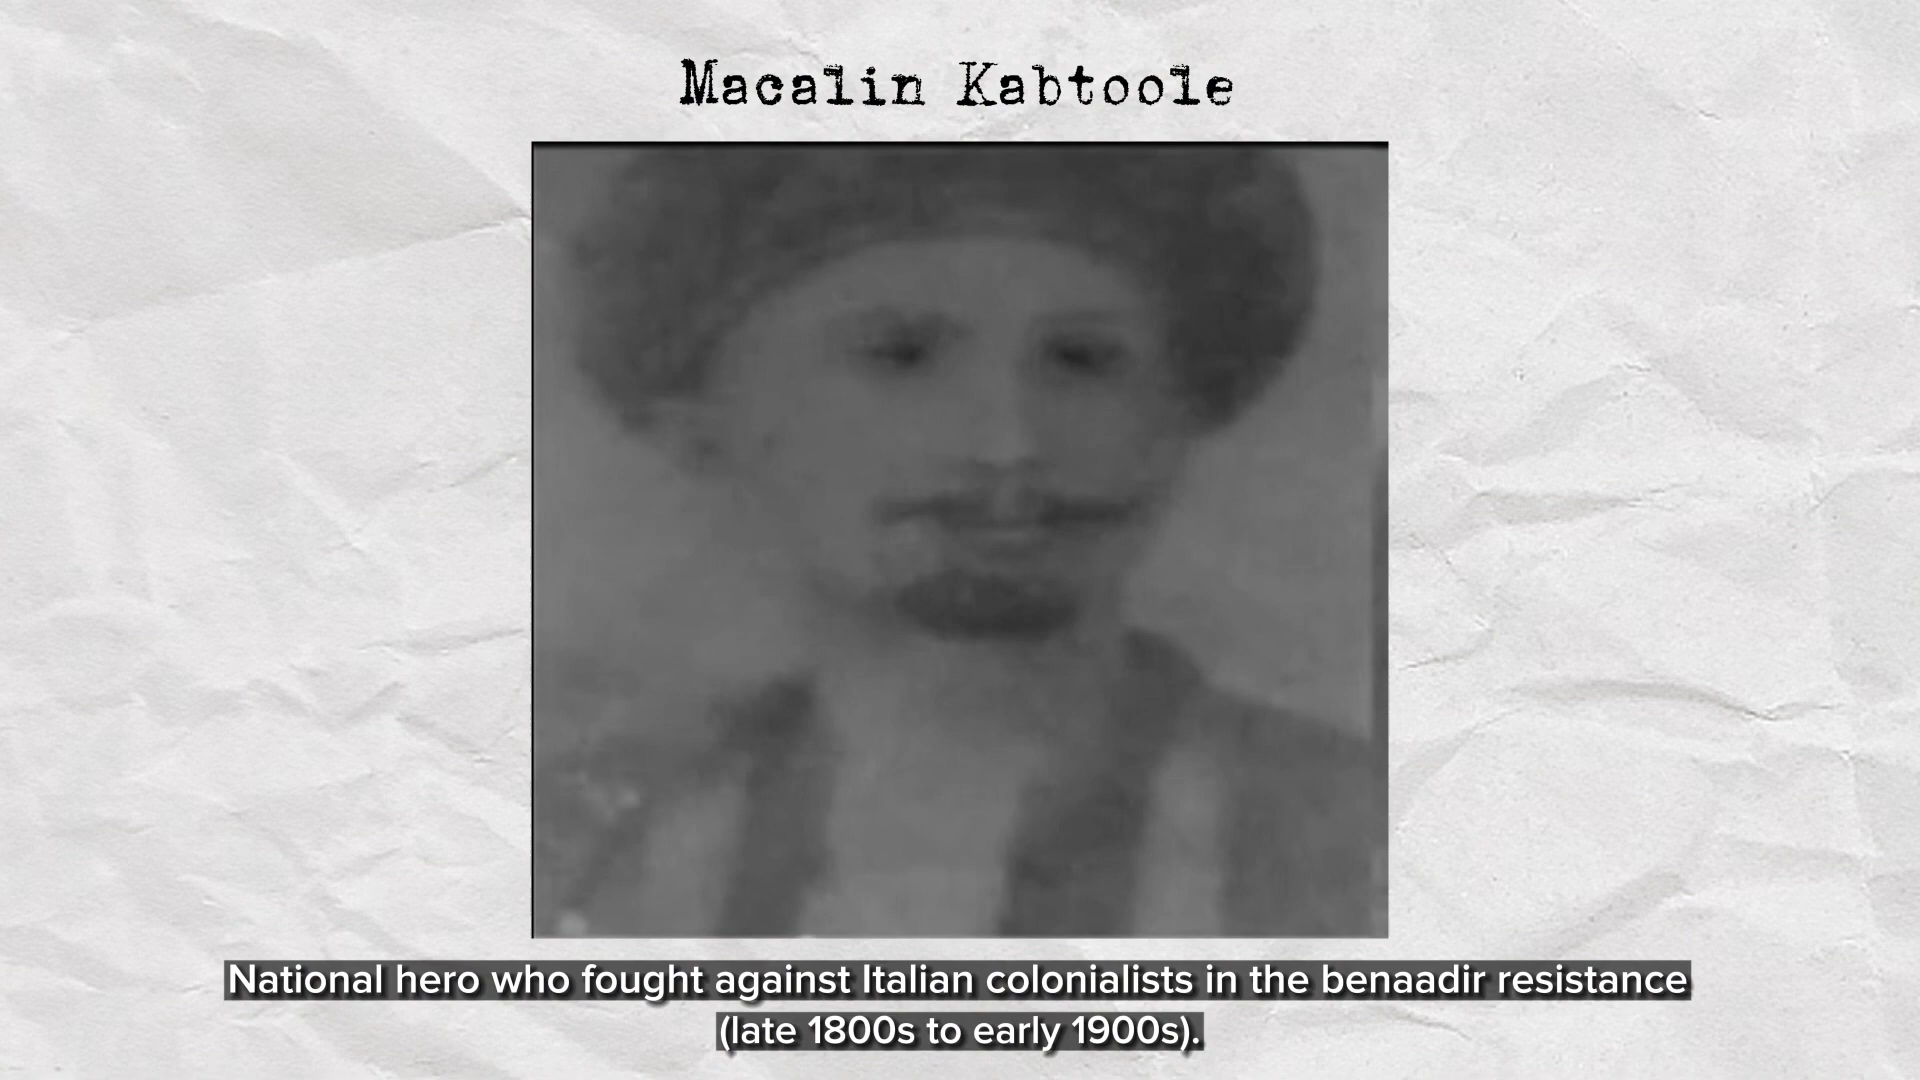 Macalin Kabtoole
National hero who fought against Italian colonialists in the benaadir resistance
(late 1800s to early 1900s).